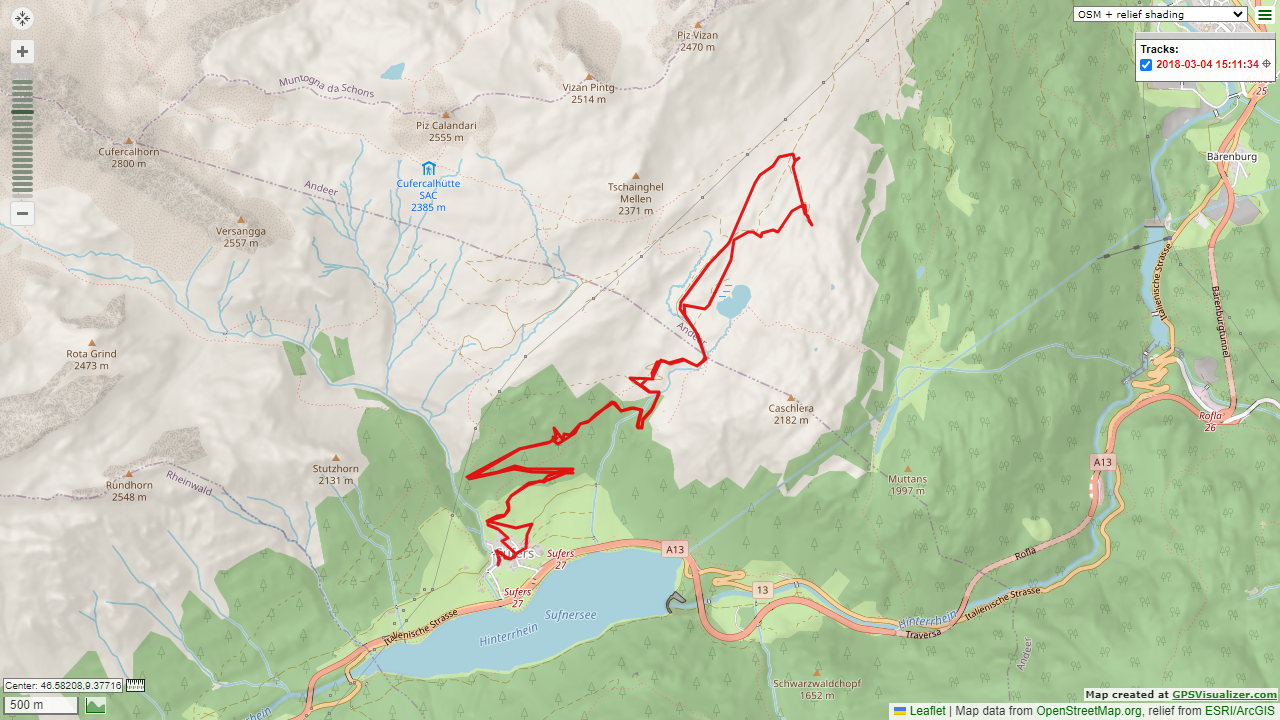 OSM + relief shading
Tracks:
2018-03-04 15:11:34
Piz Vizan
2470 m
Muntogna da Schons
Vizan Pintg
2514 m
25
Piz Calandari
2555 m
Cufercalhorn
2800 m
Bärenburg
Andeer
Cufercalhütte
SAC
2385 m
Tschainghel
Mellen
2371 m
Versangga
2557 m
Italienische Strasse
Bärenburgtunnel
Andeer
Rota Grind
2473 m
Caschlera
2182 m
Rofla
26
A13
Stutzhorn
2131 m
Rundhorn
2548 m
Rheinwald
Muttans
1997 m
Sufers
Sufers
27
A13
Rofla
Sufers
27
13
Italienische Strasse
Sufnersee
Hinterrhein
Italienische Strasse
Hinterrhein
Traversa
Andeer
Schwarzwaldchopf
1652 m
Center: 46.58208,9.37716
500 m
Map created at GPSVisualizer.com
Leaflet | Map data from OpenStreetMap.org, relief from ESRI/ArcGIS